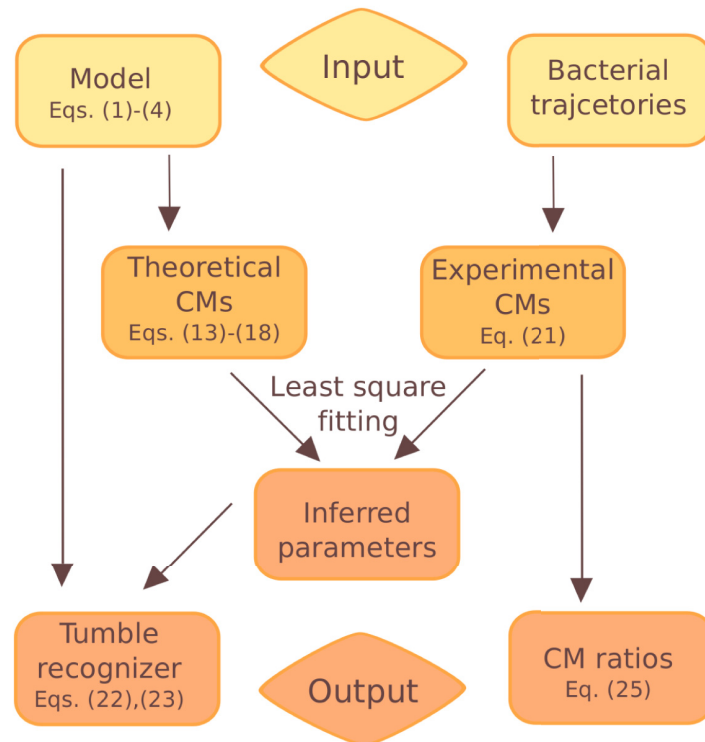 Model
Eqs. (1)-(4)
Input
Bacterial
trajcetories
Theoretical
CMs
Eqs. (13)-(18)
Experimental
CMs
Eq. (21)
Least square
fitting
Inferred
parameters
Tumble
recognizer
Eqs. (22),(23)
Output
CM ratios
Eq. (25)